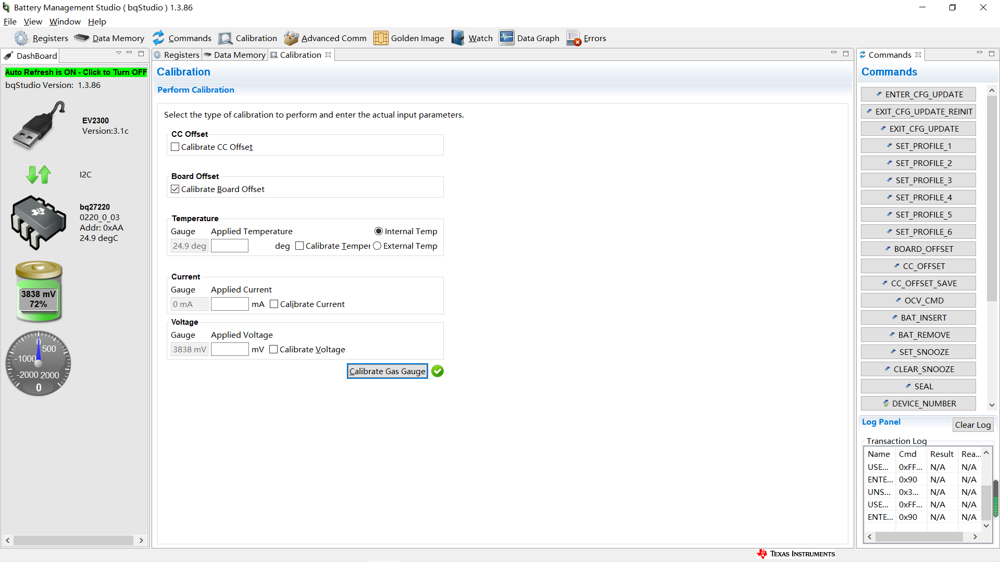 Battery Management Studio ( bqStudio ) 1.3.86
File View Window Help
Registers Data Memory Commands Calibration Advanced Comm Golden Image Watch Data Graph Errors
DashBoard
Auto Refresh is ON - Click to Turn OFF
bqStudio Version: 1.3.86
EV2300
Version:3.1c
I2C
bq27220
0220_0_03
Addr: 0xAA
24.9 degC
3838 mV
72%
0
500
-1000
-2000 2000
0
Registers Data Memory Calibration
Calibration
Perform Calibration
Select the type of calibration to perform and enter the actual input parameters.
CC Offset
Calibrate CC Offset
Board Offset
Calibrate Board Offset
Temperature
Gauge Applied Temperature Internal Temp
24.9 deg deg Calibrate Temper External Temp
Current
Gauge Applied Current
0 mA mA Calibrate Current
Voltage
Gauge Applied Voltage
3838 mV mV Calibrate Voltage
Calibrate Gas Gauge
Commands
Commands
ENTER_CFG_UPDATE
EXIT_CFG_UPDATE_REINIT
EXIT_CFG_UPDATE
SET_PROFILE_1
SET_PROFILE_2
SET_PROFILE_3
SET_PROFILE_4
SET_PROFILE_5
SET_PROFILE_6
BOARD_OFFSET
CC_OFFSET
CC_OFFSET_SAVE
OCV_CMD
BAT_INSERT
BAT_REMOVE
SET_SNOOZE
CLEAR_SNOOZE
SEAL
DEVICE_NUMBER
Log Panel
Clear Log
Transaction Log
Name Cmd Result Rea...
USE... 0xFF... N/A N/A
ENTE... 0x90 N/A N/A
UNS... 0x3... N/A N/A
USE... 0xFF... N/A N/A
ENTE... 0x90 N/A N/A
TEXAS INSTRUMENTS